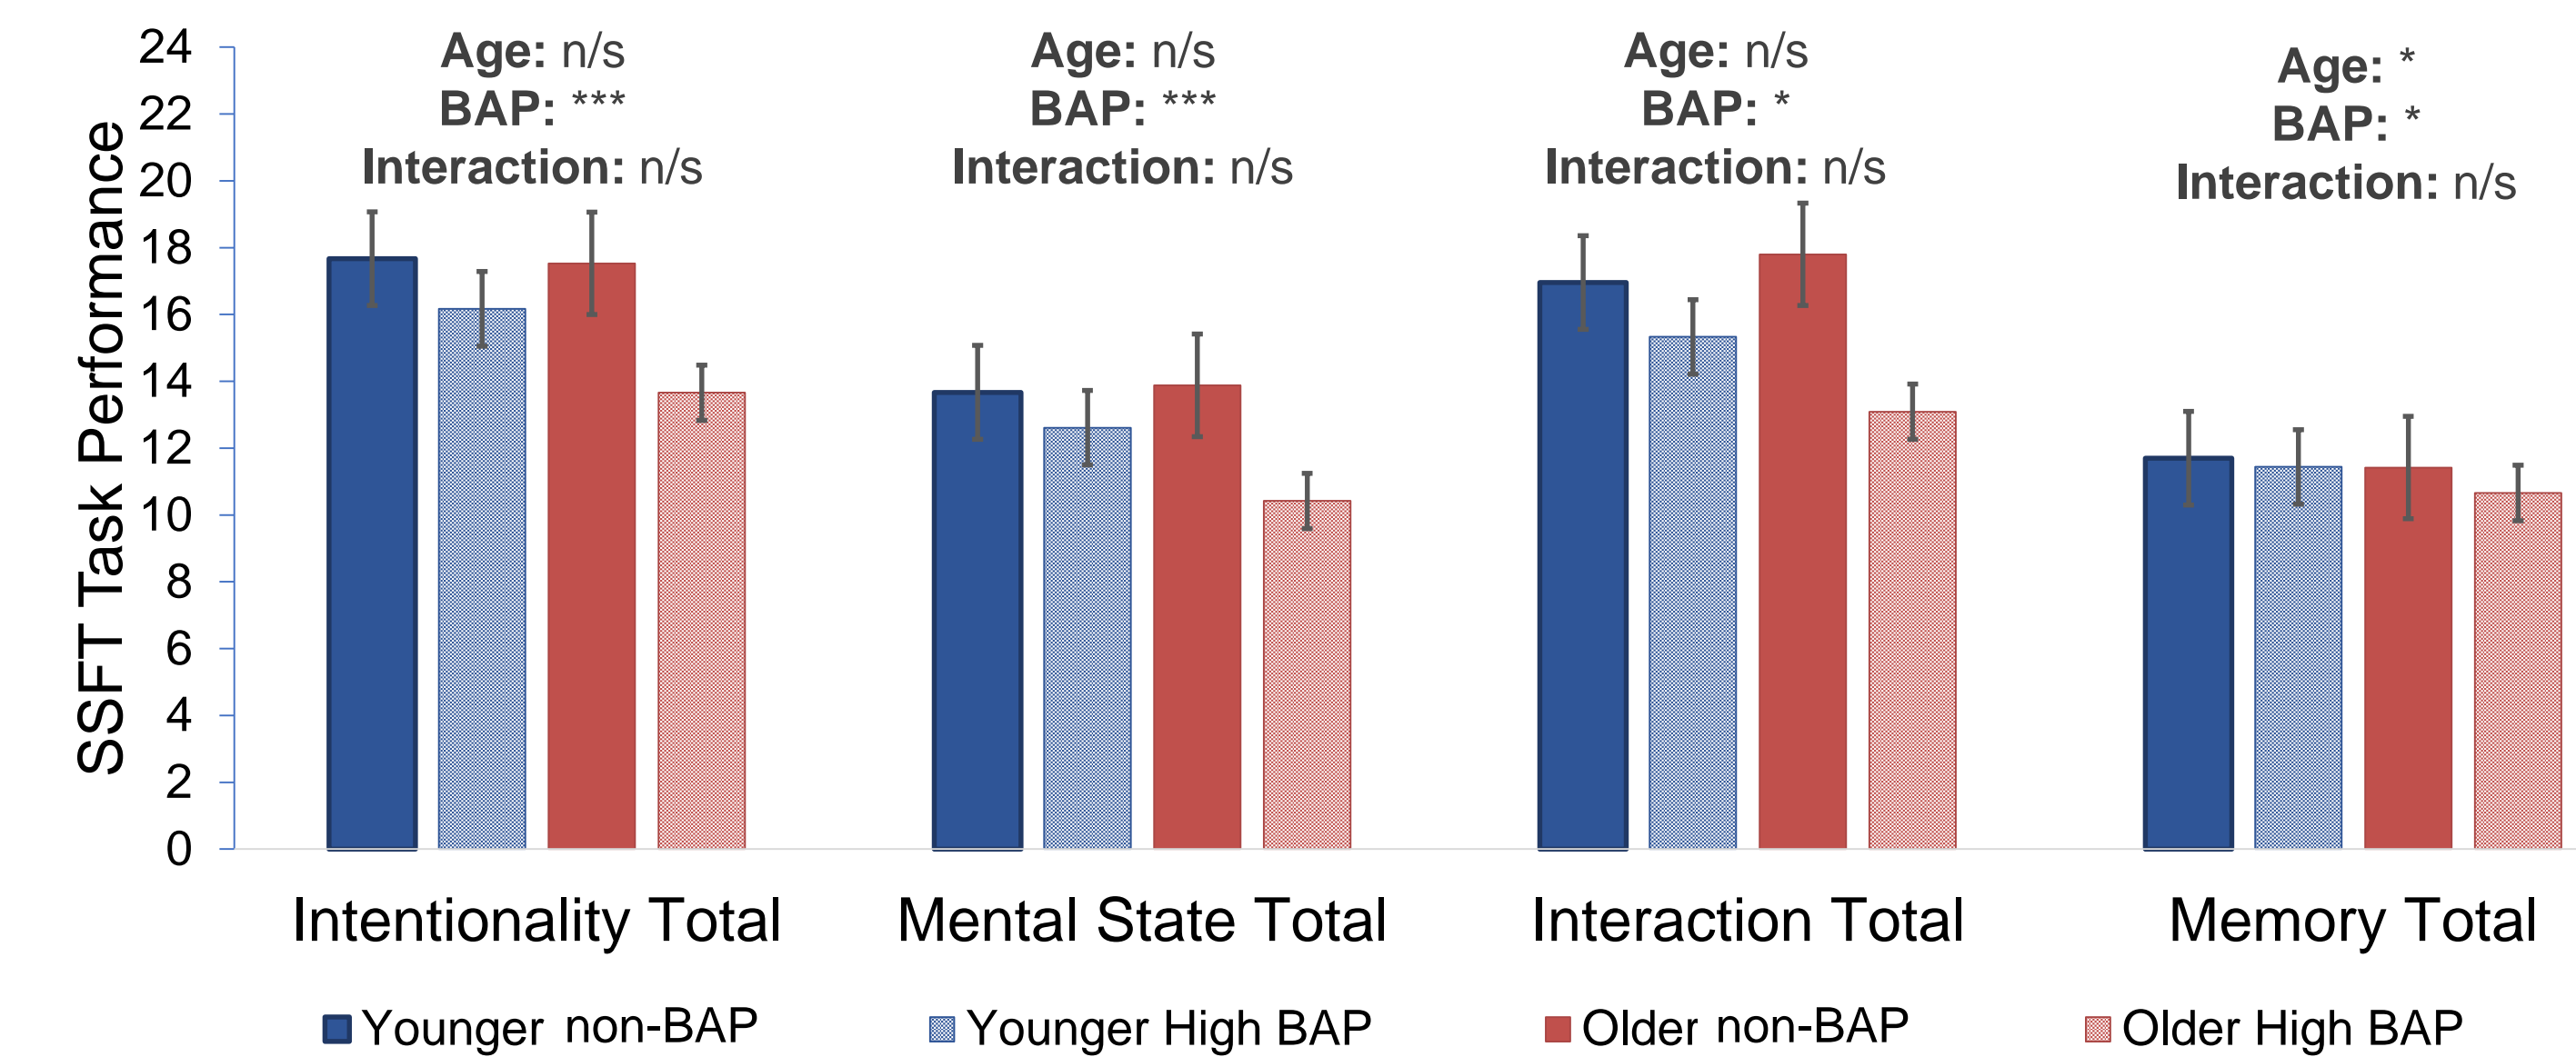 SSFT Task Performance
24
22
20
18
16
14
12
10
8
6
4
2
0
Age: n/s
BAP: ***
Interaction: n/s
Age: n/s
BAP: ***
Interaction: n/s
Age: n/s
BAP: *
Interaction: n/s
Age: *
BAP: *
Interaction: n/s
Intentionality Total
Mental State Total
Interaction Total
Memory Total
Younger non-BAP
Younger High BAP
Older non-BAP
Older High BAP